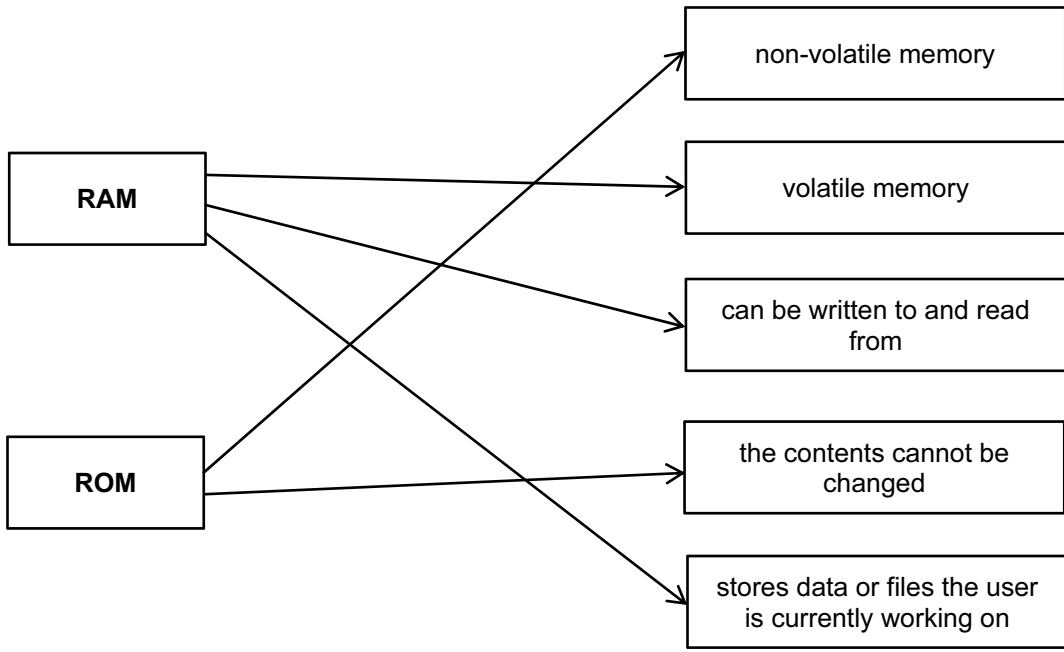 non-volatile memory
RAM
volatile memory
can be written to and read
from
ROM
the contents cannot be
changed
stores data or files the user
is currently working on